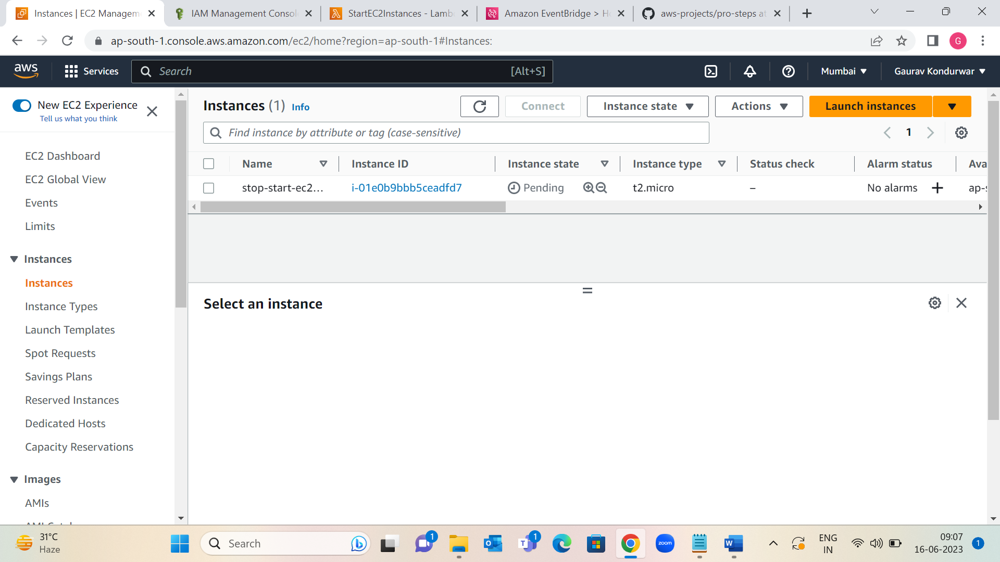 Instances | EC2 Managem
IAM Management Consol
StartEC2Instances - Lamb
Amazon EventBridge > H
aws-projects/pro-steps at
ap-south-1.console.aws.amazon.com/ec2/home?region=ap-south-1#Instances:
G
aws
Services
Search
[Alt+S]
Mumbai
Gaurav Kondurwar
New EC2 Experience
Tell us what you think
EC2 Dashboard
EC2 Global View
Events
Limits
Instances
Instances
Instance Types
Launch Templates
Spot Requests
Savings Plans
Reserved Instances
Dedicated Hosts
Capacity Reservations
Images
AMIs
Instances (1) Info
Connect
Instance state
Actions
Launch instances
Find instance by attribute or tag (case-sensitive)
1
Name Instance ID Instance state Instance type Status check Alarm status Ava
stop-start-ec2... i-01e0b9bbb5ceadfd7 Pending t2.micro – No alarms + ap-s
Select an instance
31°C
Haze
Search
1
1
zoom
ENG
IN
09:07
16-06-2023
1